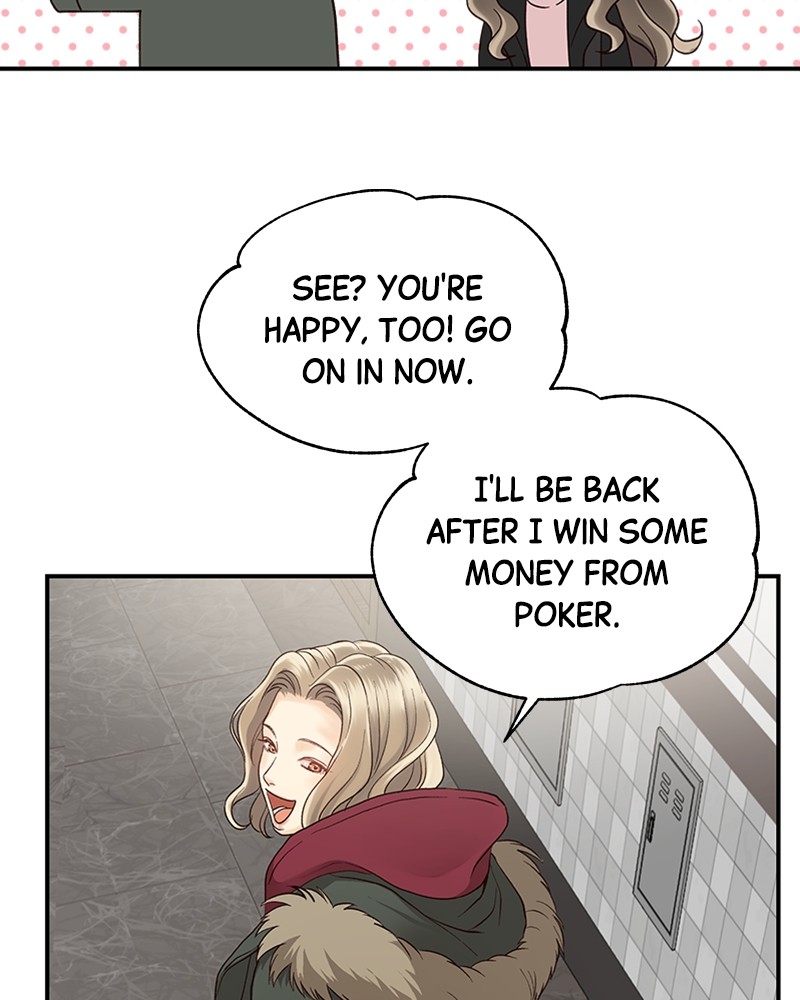 SEE? YOU'RE
HAPPY, TOO! GO
ON IN NOW.
I'LL BE BACK
AFTER I WIN SOME
MONEY FROM
POKER.